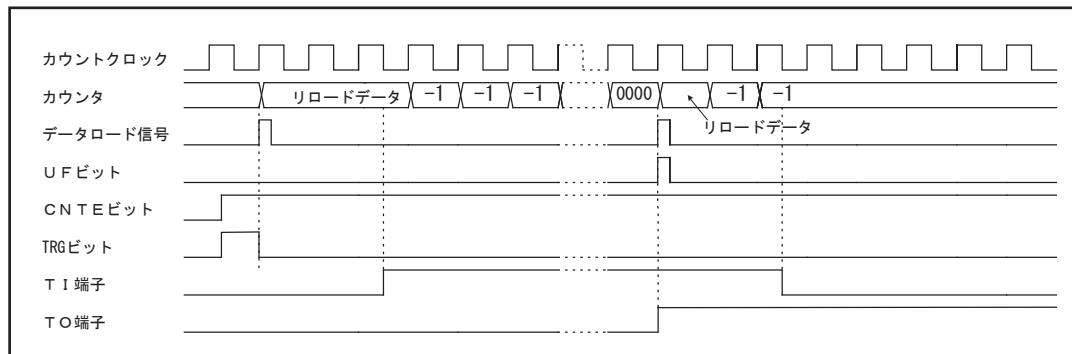 カウントクロック
カウンタ リロードデータ -1 -1 -1 0000 -1 -1
リロードデータ
データロード信号
ＵＦビット
ＣＮＴＥビット
TRGビット
ＴＩ端子
ＴＯ端子